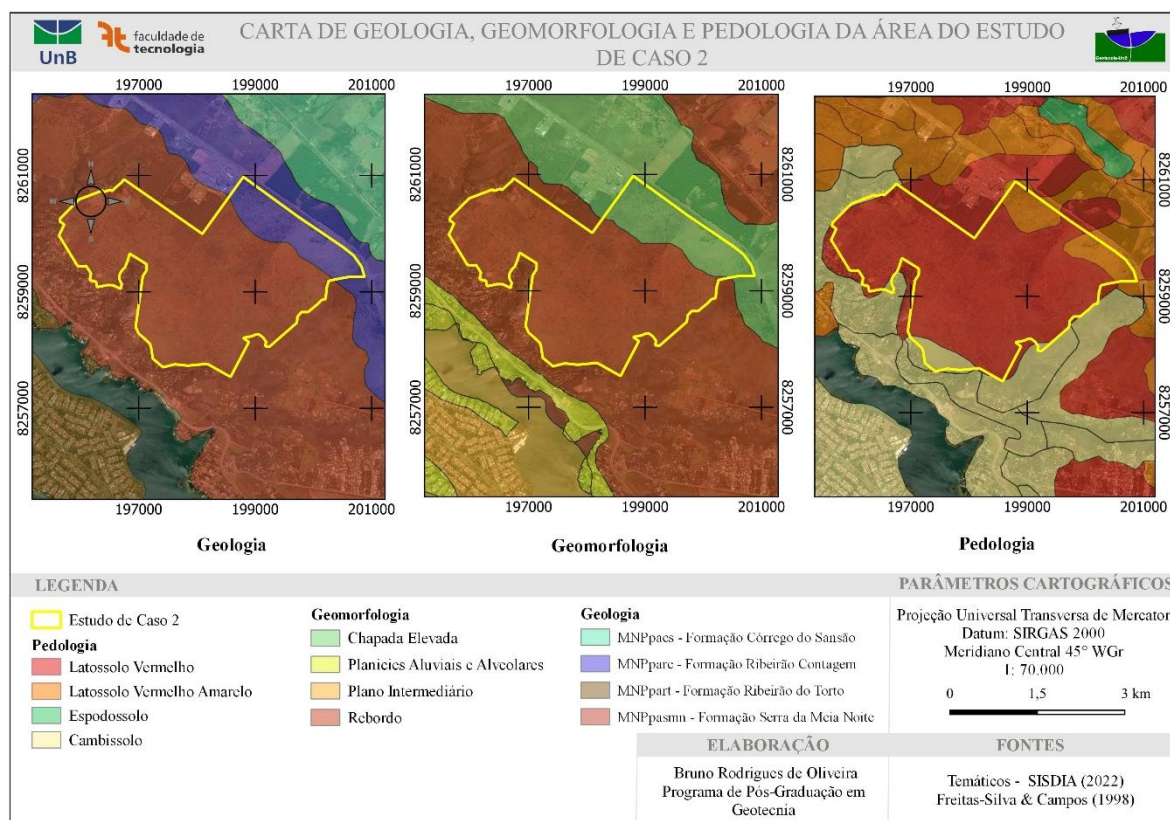 UnB
faculdade de
tecnologia
CARTA DE GEOLOGIA, GEOMORFOLOGIA E PEDOLOGIA DA ÁREA DO ESTUDO
DE CASO 2
Geotecnia-UnB
197000 199000 201000
197000 199000 201000
197000 199000 201000
8261000
8259000
8257000
N
W
E
S
8261000
8259000
8257000
8261000
8259000
8257000
197000 199000 201000
197000 199000 201000
197000 199000 201000
Geologia
Geomorfologia
Pedologia
LEGENDA
Estudo de Caso 2
Pedologia
Latossolo Vermelho
Latossolo Vermelho Amarelo
Espodossolo
Cambissolo
Geomorfologia
Chapada Elevada
Planicies Aluviais e Alveolares
Plano Intermediário
Rebordo
Geologia
MNPpacs - Formação Córrego do Sansão
MNPparc - Formação Ribeirão Contagem
MNPpart - Formação Ribeirão do Torto
MNPpasmn - Formação Serra da Meia Noite
PARÂMETROS CARTOGRÁFICOS
Projeção Universal Transversa de Mercator
Datum: SIRGAS 2000
Meridiano Central 45° WGr
1: 70.000
0 1,5 3 km
ELABORAÇÃO
Bruno Rodrigues de Oliveira
Programa de Pós-Graduação em
Geotecnia
FONTES
Temáticos - SISDIA (2022)
Freitas-Silva & Campos (1998)